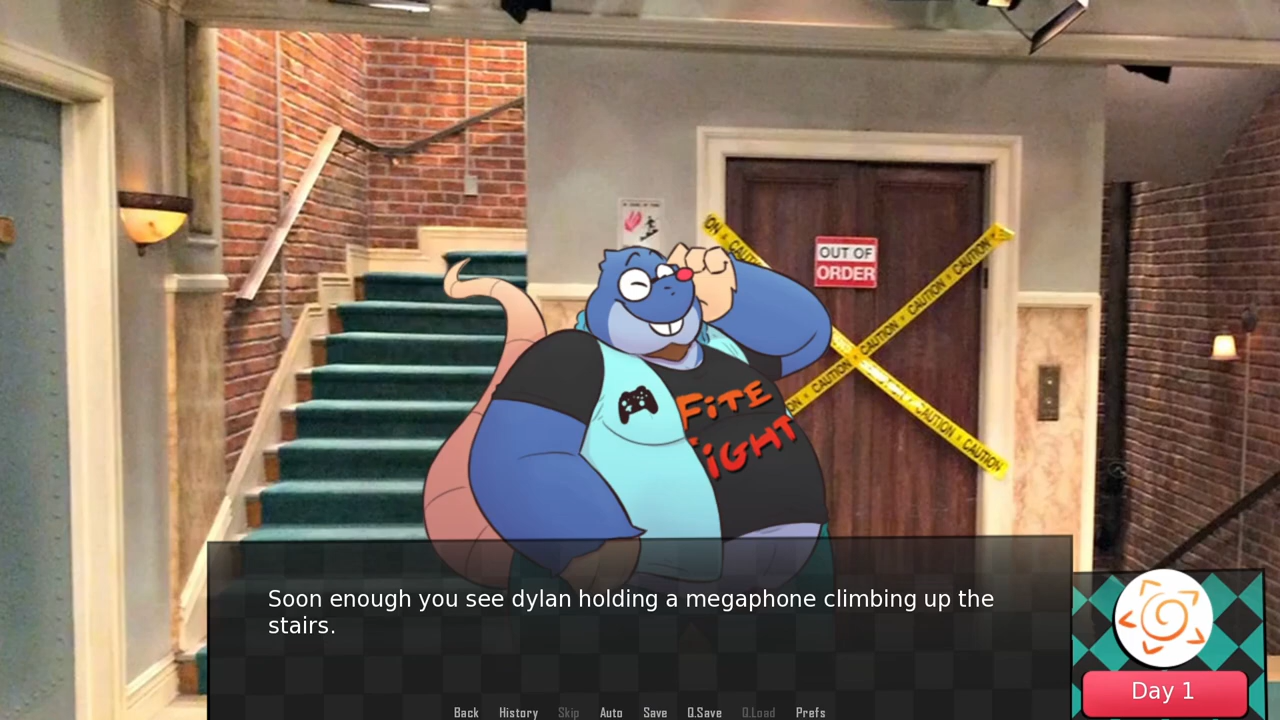 OUT OF
ORDER
CAUTION
CAUTION
CAUTION
CAUTION
FiTE
Soon enough you see dylan holding a megaphone climbing up the
stairs.
Day 1
Back History Skip Auto Save Q.Save Q.Load Prefs